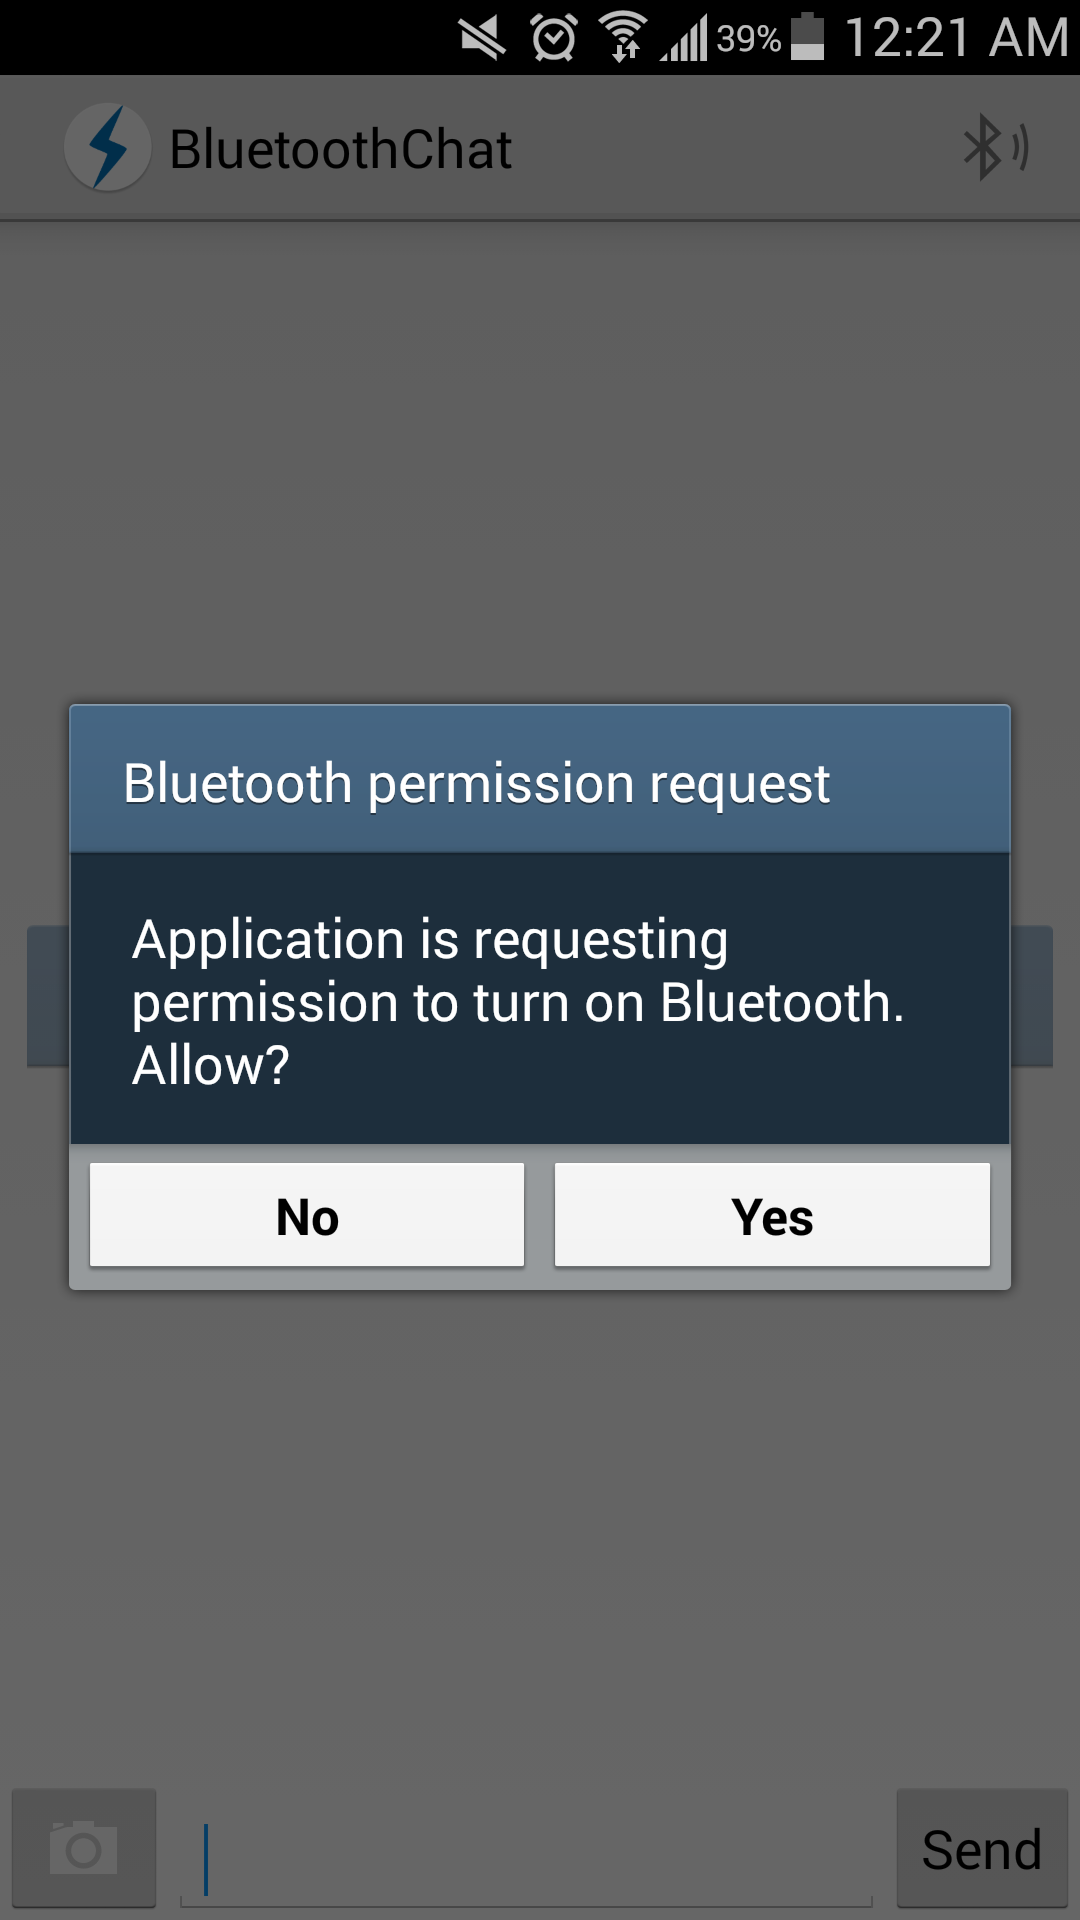 39% 12:21 AM
BluetoothChat
Bluetooth permission request
Application is requesting
permission to turn on Bluetooth.
Allow?
No Yes
Send